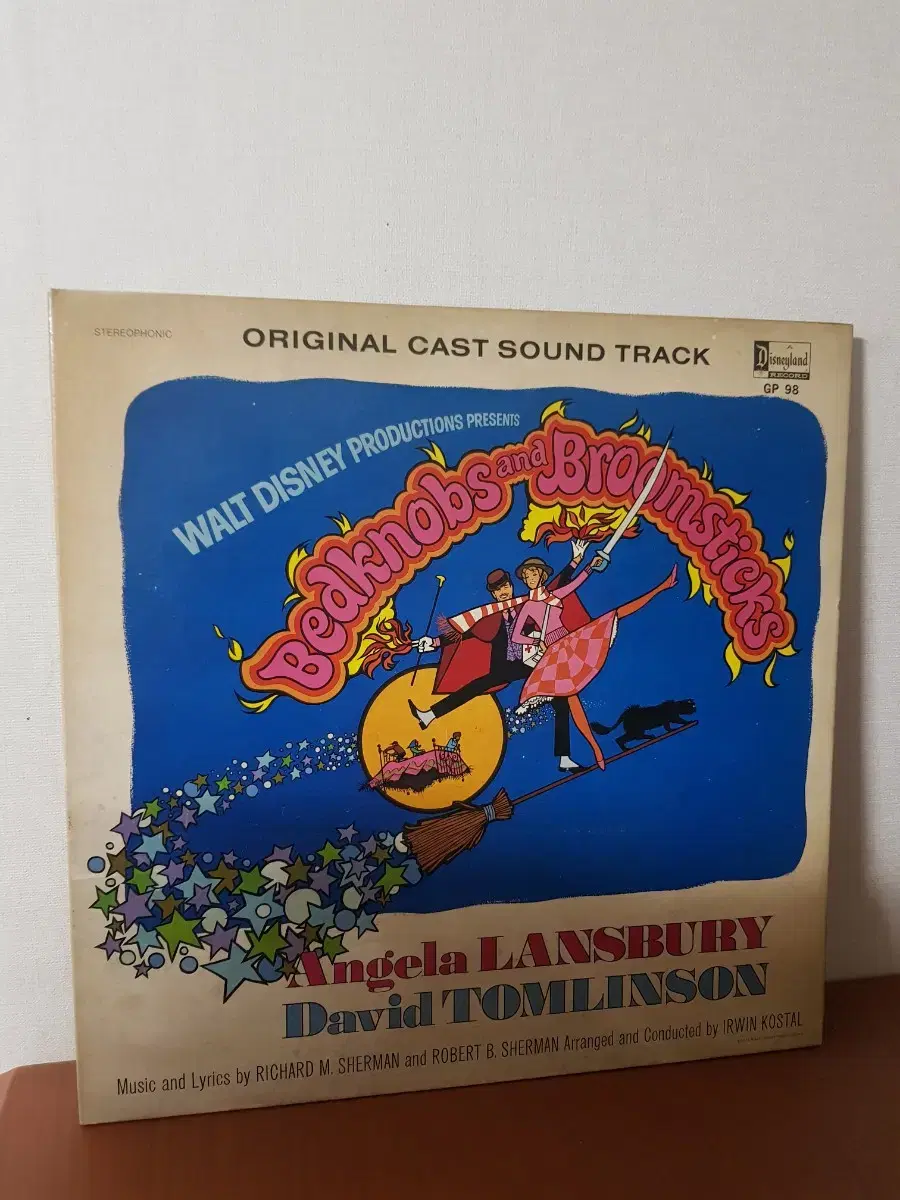 STEREOPHONIC
ORIGINAL CAST SOUND TRACK
Disneyland
RECORD
GP 98
WALT DISNEY PRODUCTIONS PRESENTS
Bedknobs and Broomsticks
Angela LANSBURY
David TOMLINSON
Music and Lyrics by RICHARD M. SHERMAN and ROBERT B. SHERMAN Arranged and Conducted by IRWIN KOSTAL